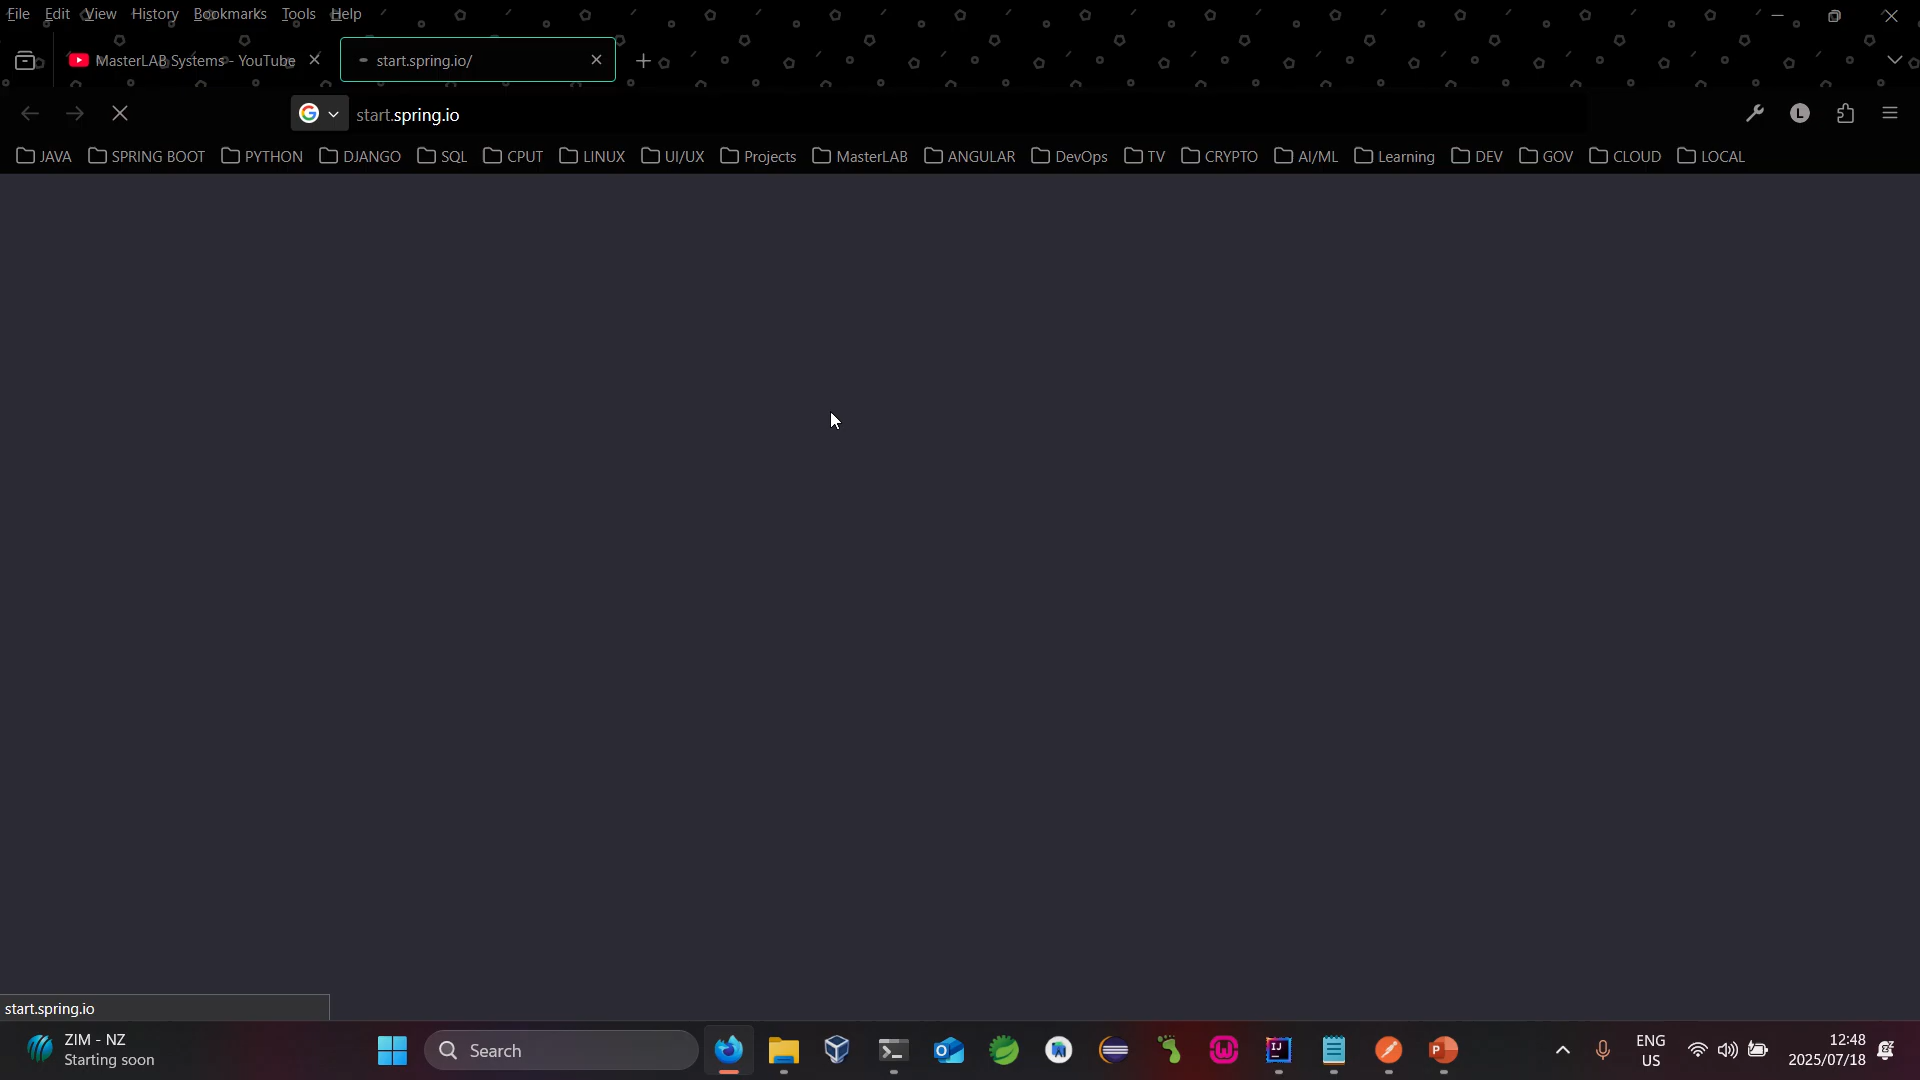 File Edit View History Bookmarks Tools Help
MasterLAB Systems - YouTube start.spring.io/
start.spring.io L
JAVA SPRING BOOT PYTHON DJANGO SQL CPUT LINUX UI/UX Projects MasterLAB ANGULAR DevOps TV CRYPTO AI/ML Learning DEV GOV CLOUD LOCAL
start.spring.io
ZIM - NZ
Starting soon
Search
ENG
US
12:48
2025/07/18